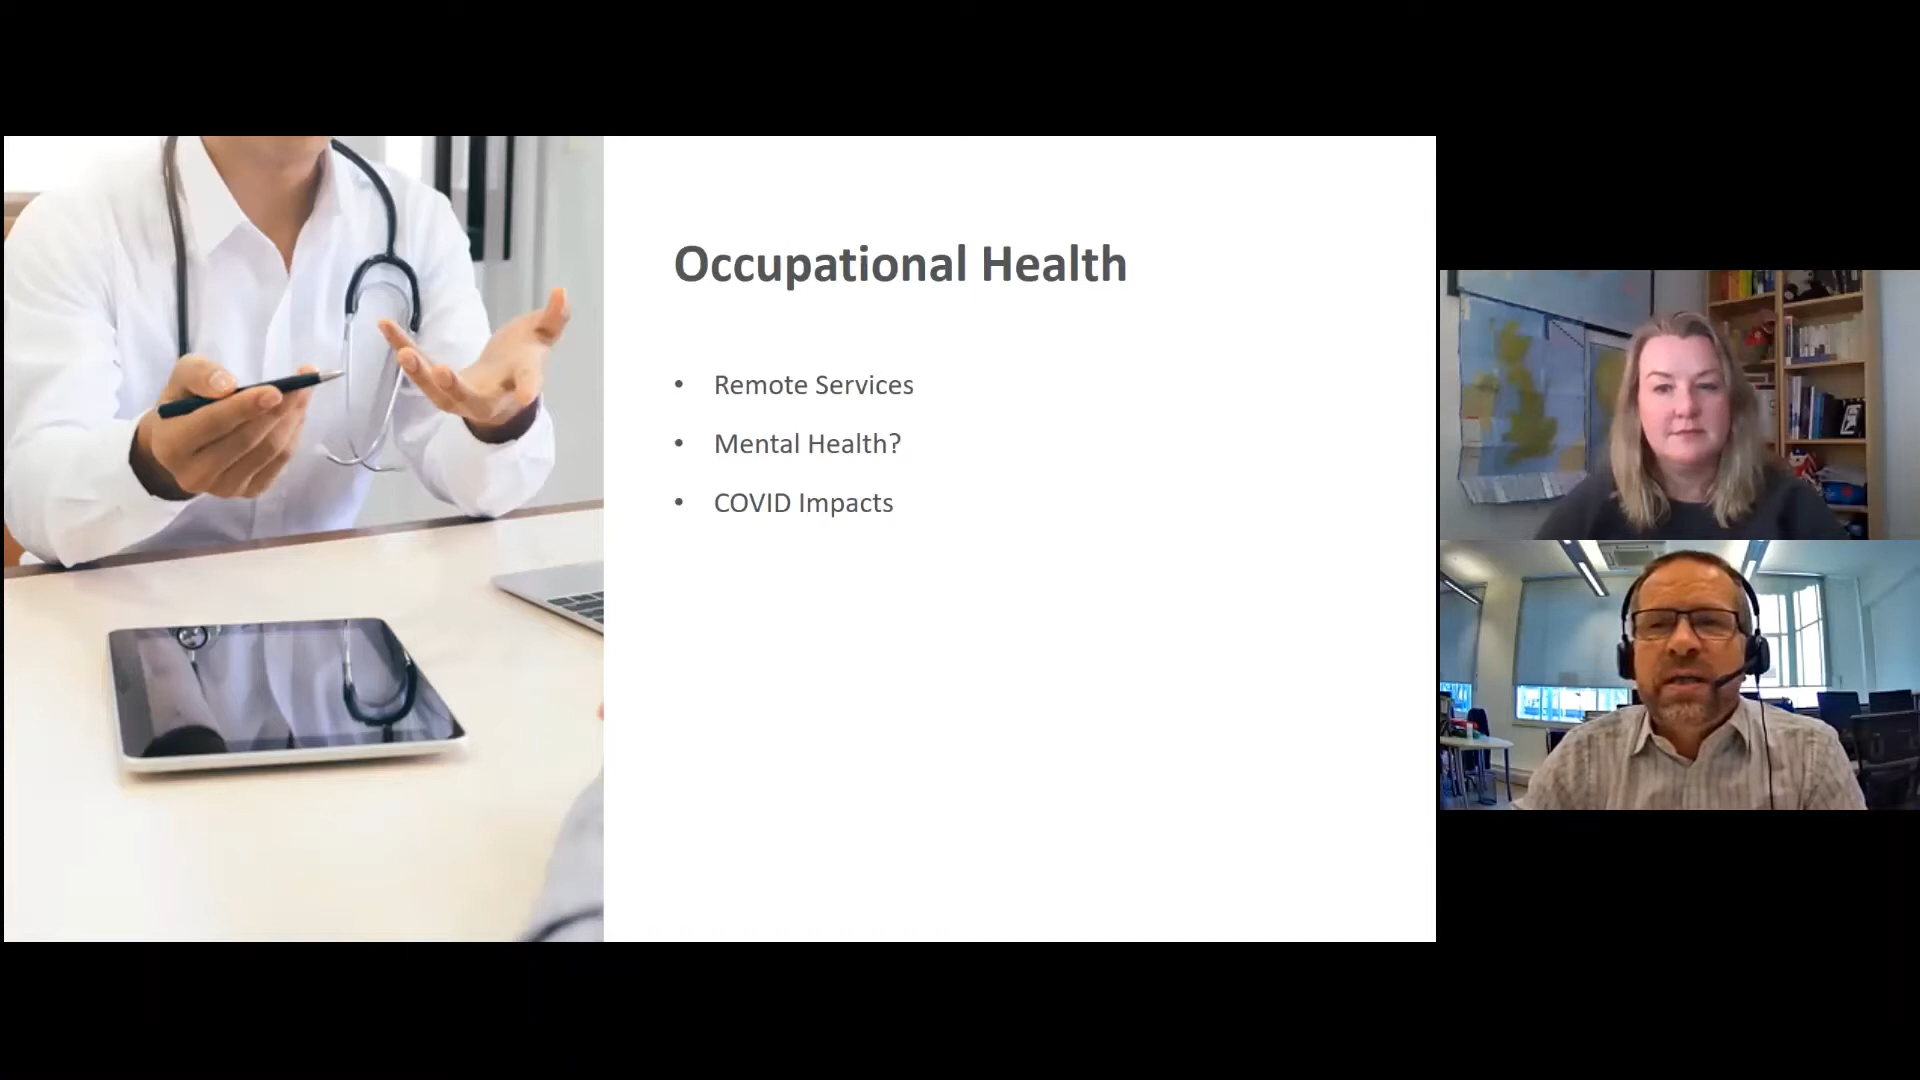 Occupational Health
• Remote Services
• Mental Health?
• COVID Impacts